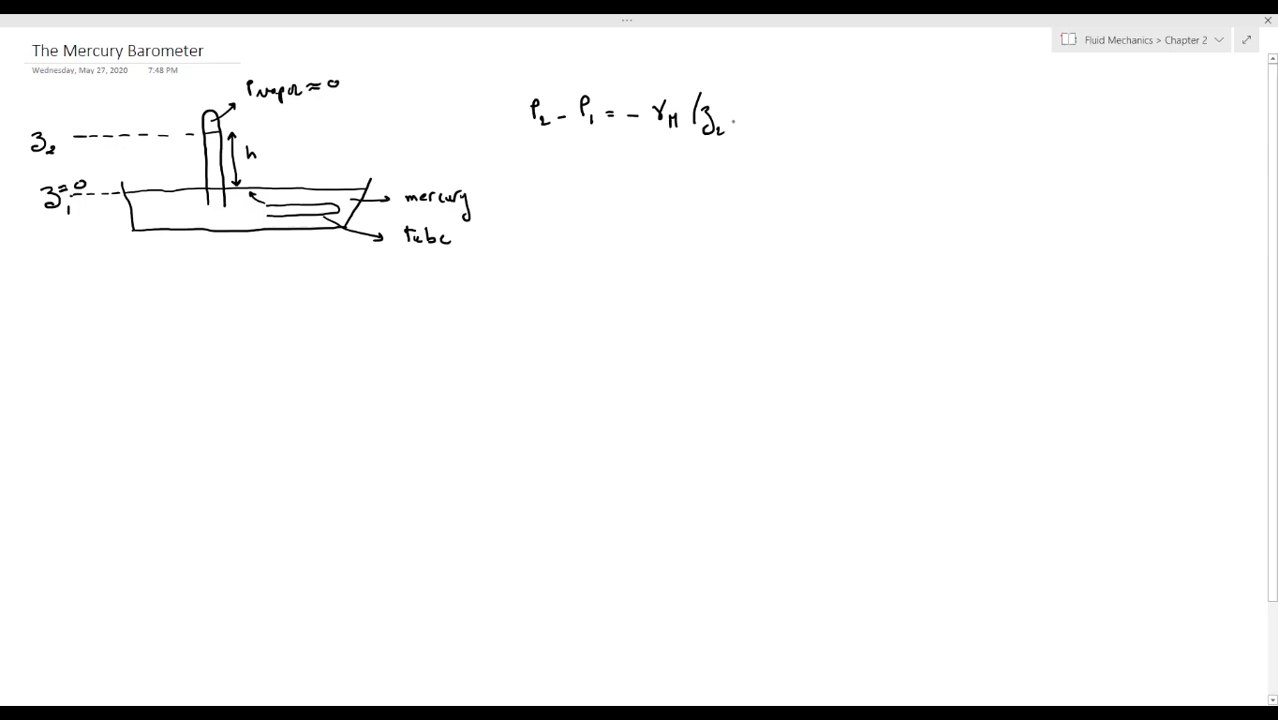 Fluid Mechanics > Chapter 2
The Mercury Barometer
Wednesday, May 27, 2020 7:48 PM
Pvapor ≈ 0
P₂ - P₁ = - γM (z₂ -
z₂
h
z₁ = 0
mercury
tube